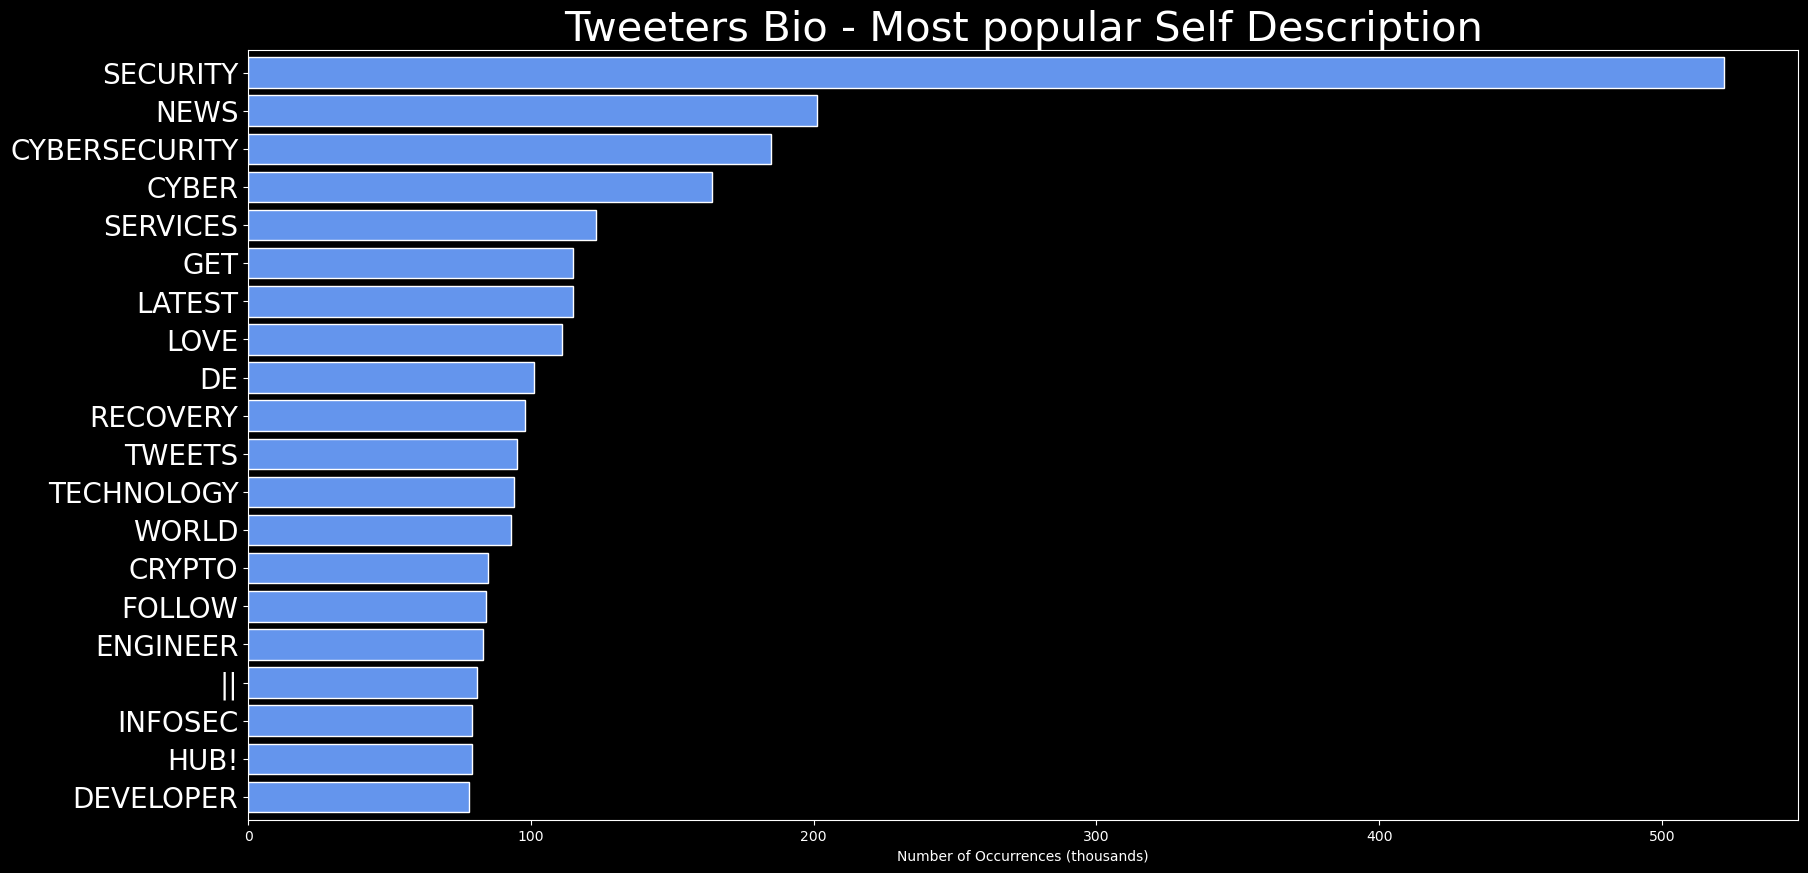 Tweeters Bio - Most popular Self Description
SECURITY
NEWS
CYBERSECURITY
CYBER
SERVICES
GET
LATEST
LOVE
DE
RECOVERY
TWEETS
TECHNOLOGY
WORLD
CRYPTO
FOLLOW
ENGINEER
||
INFOSEC
HUB!
DEVELOPER
0 100 200 300 400 500
Number of Occurrences (thousands)